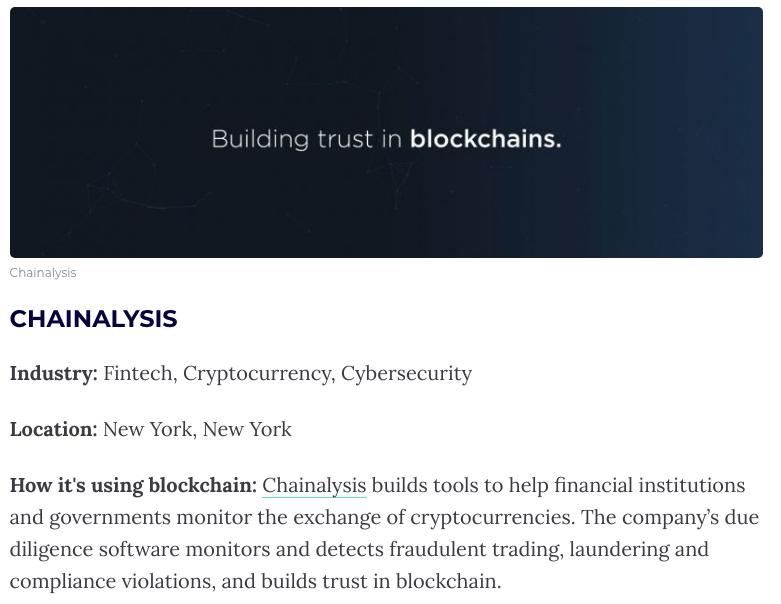 Building trust in blockchains.
Chainalysis
CHAINALYSIS
Industry: Fintech, Cryptocurrency, Cybersecurity
Location: New York, New York
How it's using blockchain: Chainalysis builds tools to help financial institutions
and governments monitor the exchange of cryptocurrencies. The company’s due
diligence software monitors and detects fraudulent trading, laundering and
compliance violations, and builds trust in blockchain.